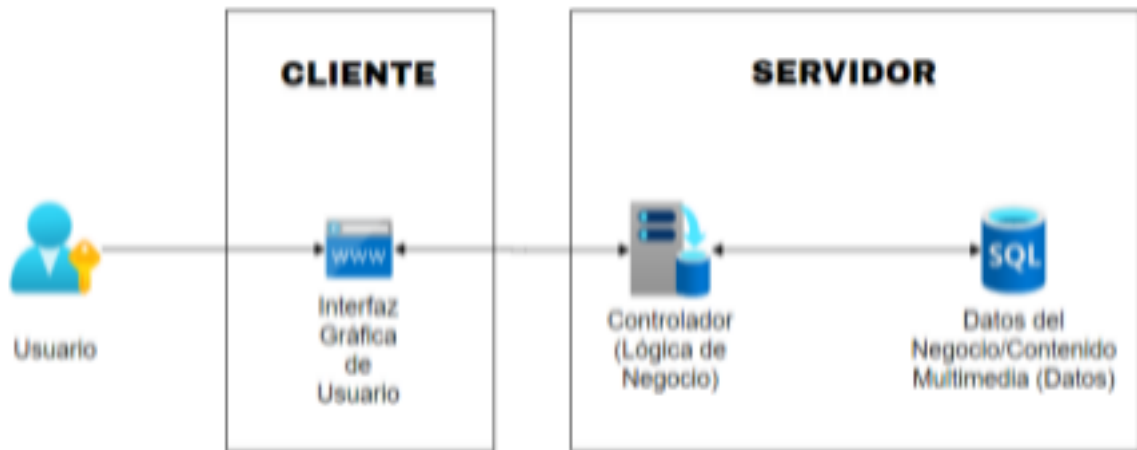 CLIENTE
SERVIDOR
www
SQL
Usuario
Interfaz
Gráfica
de
Usuario
Controlador
(Lógica de
Negocio)
Datos del
Negocio/Contenido
Multimedia (Datos)